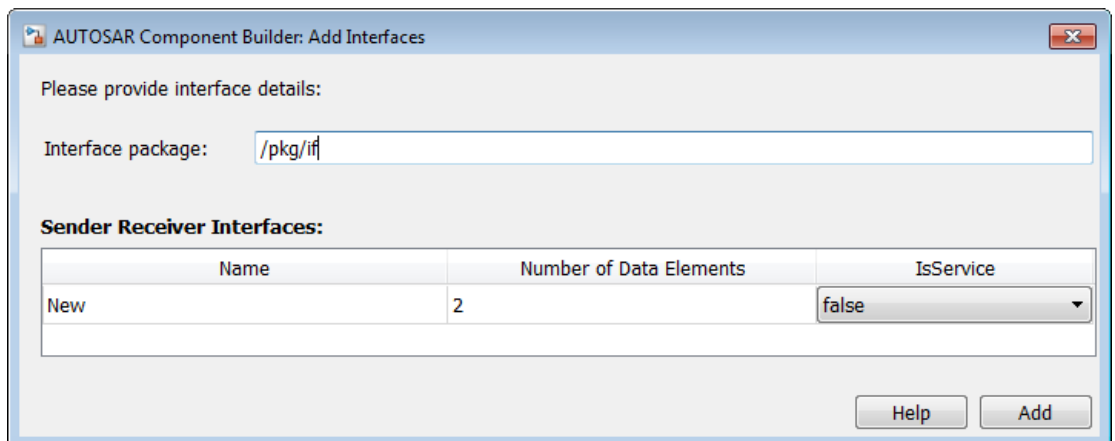 AUTOSAR Component Builder: Add Interfaces
Please provide interface details:
Interface package: /pkg/if
Sender Receiver Interfaces:
Name Number of Data Elements IsService
New 2 false
Help Add